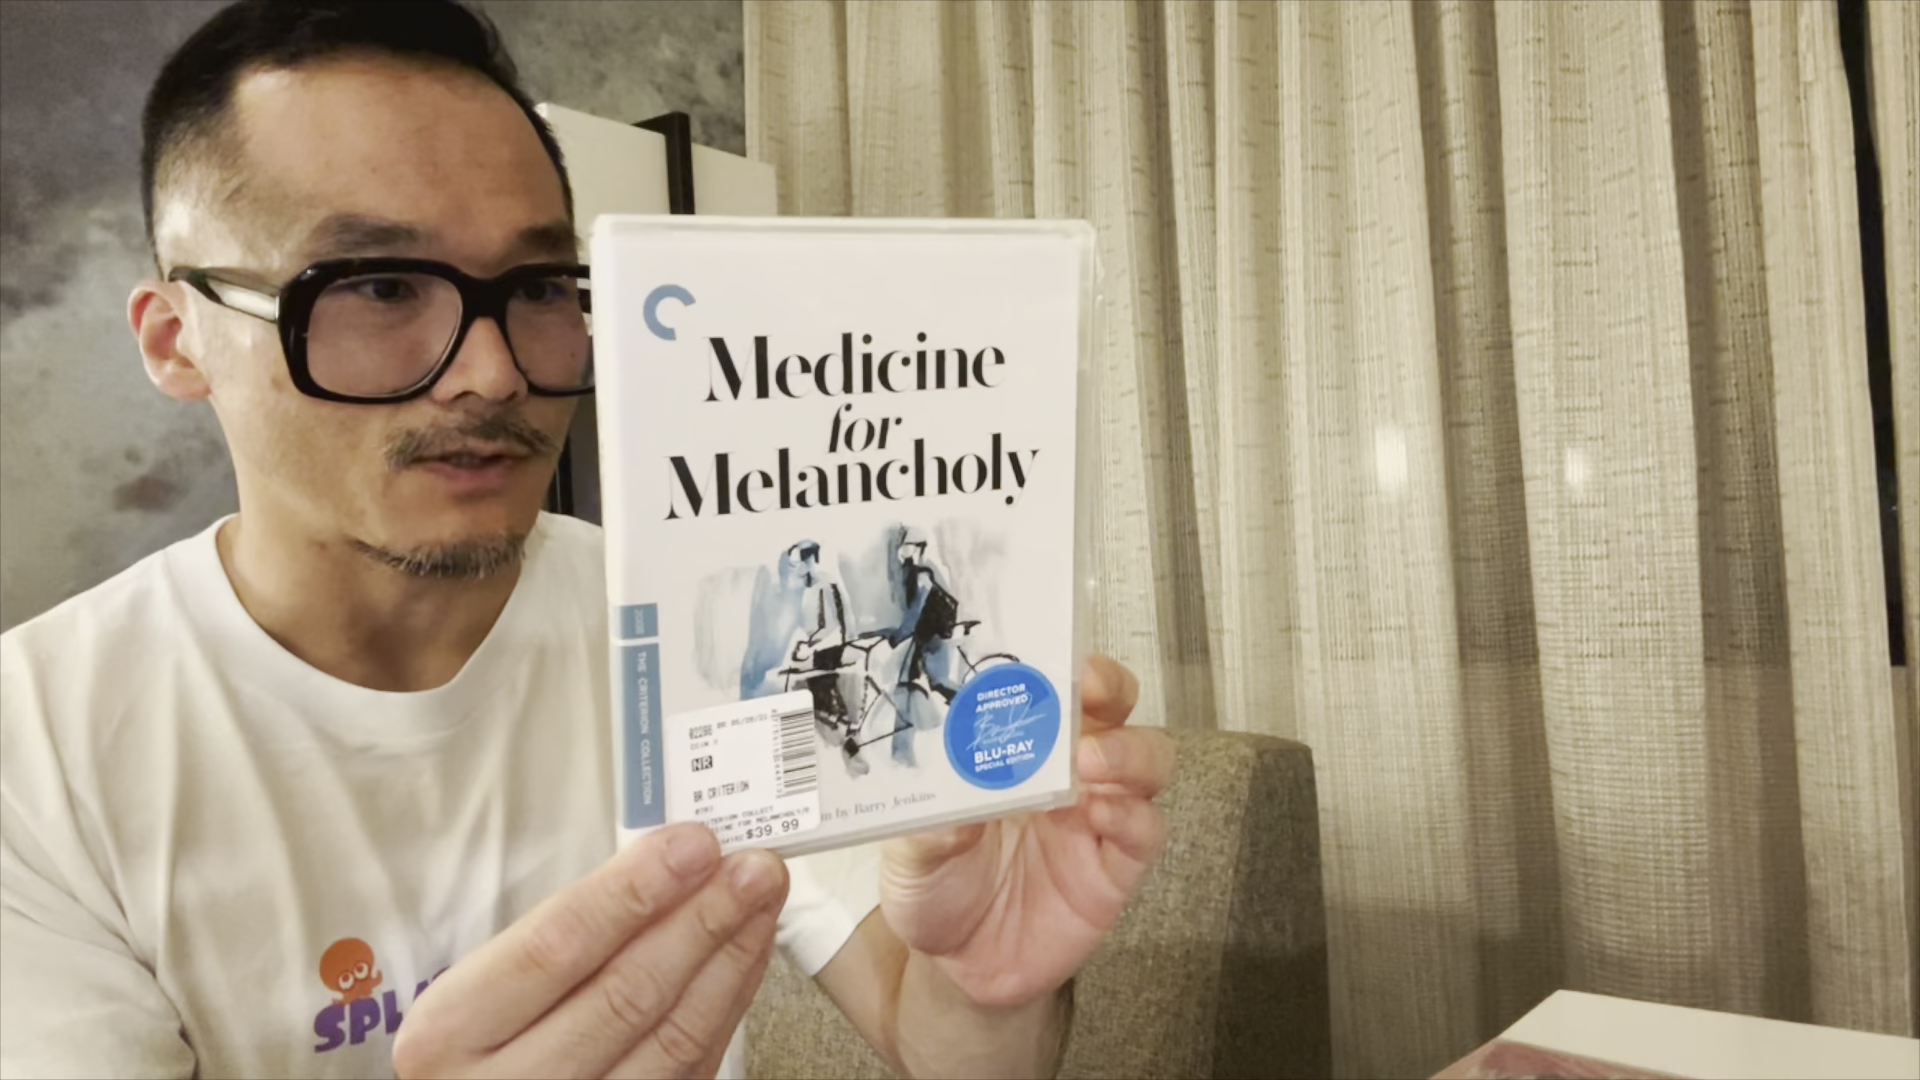 Medicine
for
Melancholy
2008
THE CRITERION COLLECTION
DIRECTOR
APPROVED
BLU-RAY
SPECIAL EDITION
NR
BR CRITERION
$39.99
by Barry Jenkins